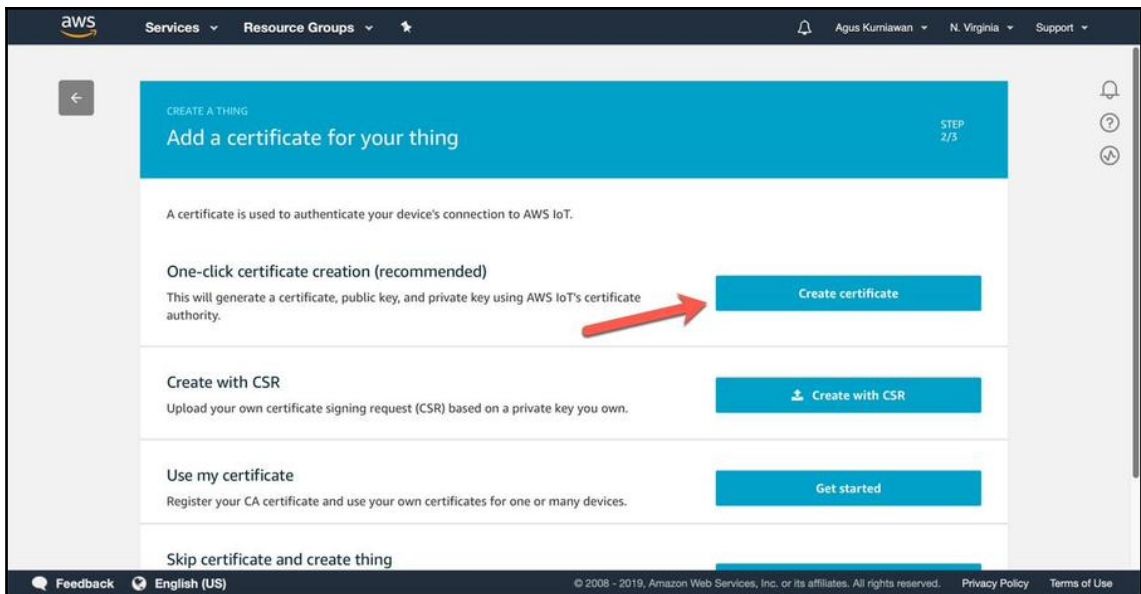 aws Services Resource Groups Agus Kurniawan N. Virginia Support
CREATE A THING
Add a certificate for your thing
STEP
2/3
A certificate is used to authenticate your device's connection to AWS IoT.
One-click certificate creation (recommended)
This will generate a certificate, public key, and private key using AWS IoT's certificate
authority.
Create certificate
Create with CSR
Upload your own certificate signing request (CSR) based on a private key you own.
Create with CSR
Use my certificate
Register your CA certificate and use your own certificates for one or many devices.
Get started
Skip certificate and create thing
Feedback English (US) © 2008 - 2019, Amazon Web Services, Inc. or its affiliates. All rights reserved. Privacy Policy Terms of Use